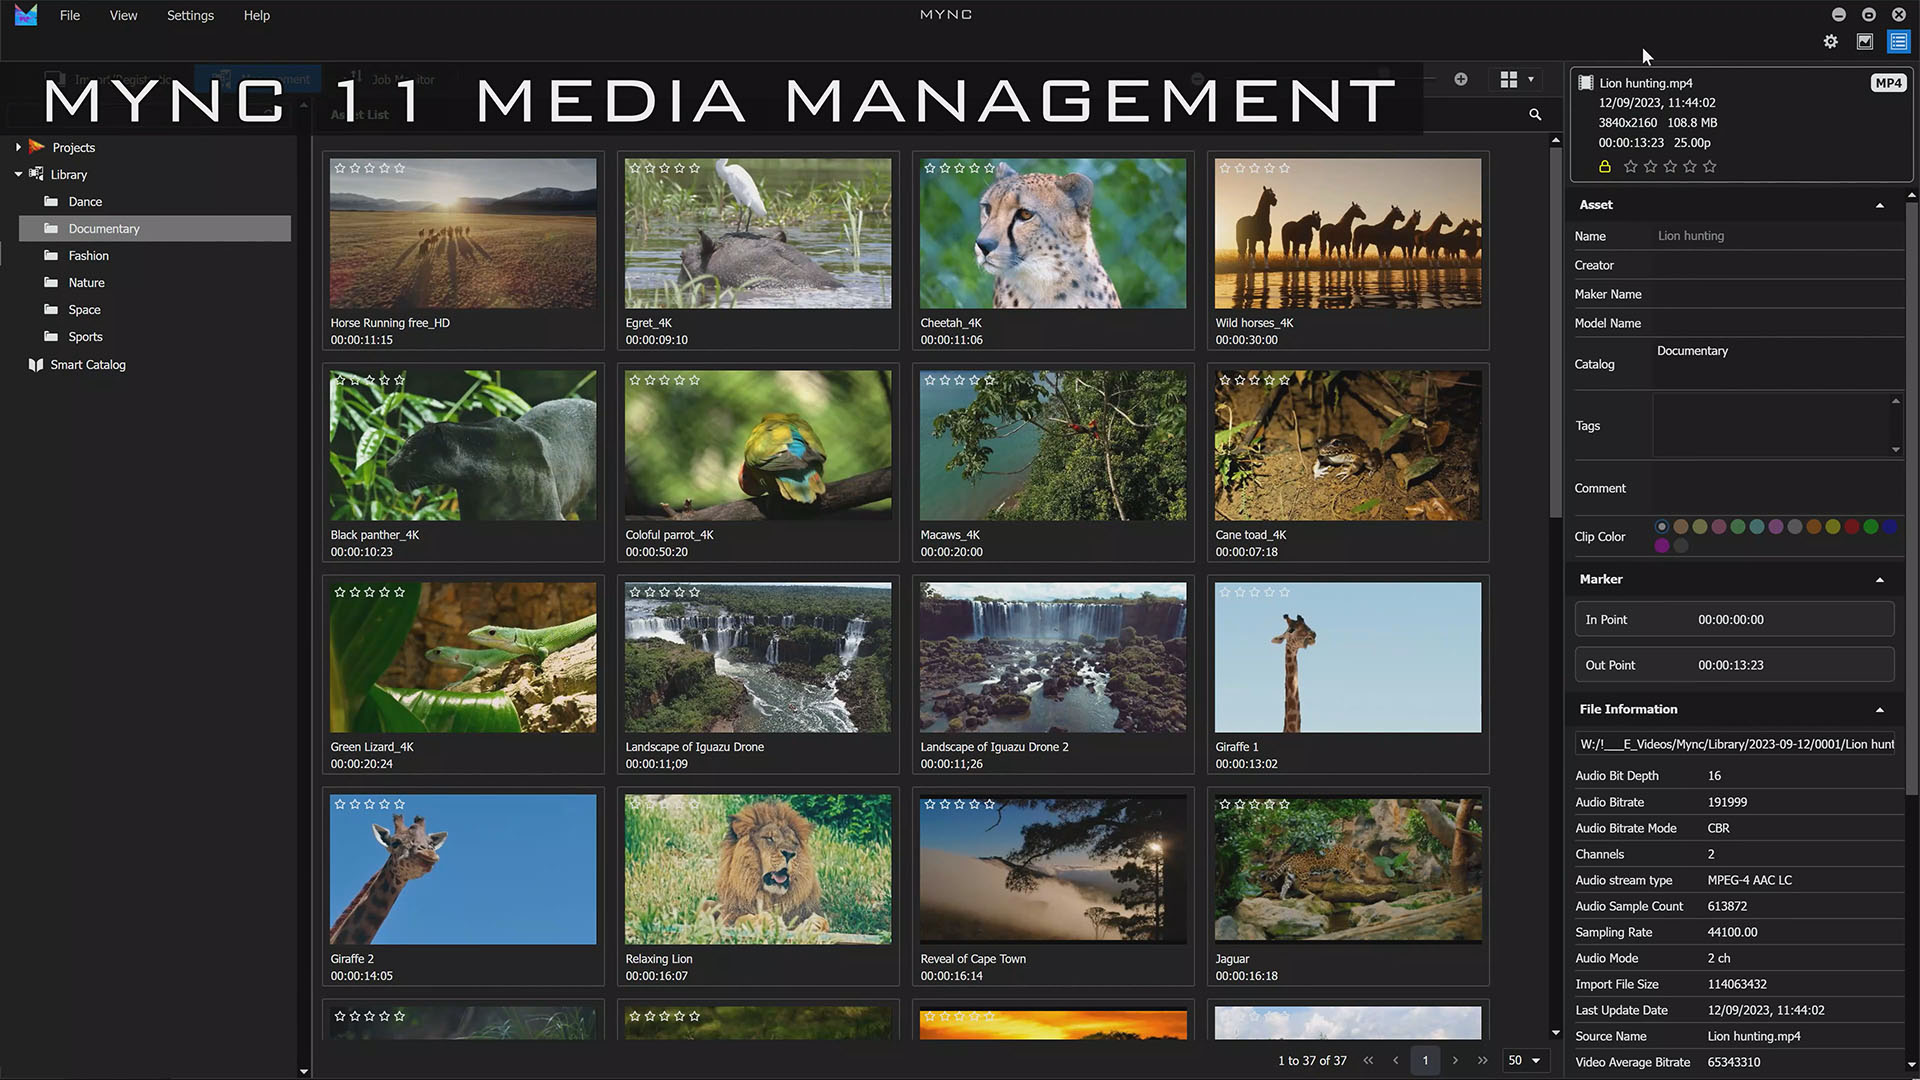 File View Settings Help
MYNC
Management
Job Monitor
MYNC 11 MEDIA MANAGEMENT
Asset List
Projects
Library
Dance
Documentary
Fashion
Nature
Space
Sports
Smart Catalog
Horse Running free_HD
00:00:11:15
Egret_4K
00:00:09:10
Cheetah_4K
00:00:11:06
Wild horses_4K
00:00:30:00
Black panther_4K
00:00:10:23
Coloful parrot_4K
00:00:50:20
Macaws_4K
00:00:20:00
Cane toad_4K
00:00:07:18
Green Lizard_4K
00:00:20:24
Landscape of Iguazu Drone
00:00:11;09
Landscape of Iguazu Drone 2
00:00:11;26
Giraffe 1
00:00:13:02
Giraffe 2
00:00:14:05
Relaxing Lion
00:00:16:07
Reveal of Cape Town
00:00:16:14
Jaguar
00:00:16:18
1 to 37 of 37
1
50
Lion hunting.mp4
MP4
12/09/2023, 11:44:02
3840x2160 108.8 MB
00:00:13:23 25.00p
Asset
Name Lion hunting
Creator
Maker Name
Model Name
Catalog Documentary
Tags
Comment
Clip Color
Marker
In Point 00:00:00:00
Out Point 00:00:13:23
File Information
W:/!___E_Videos/Mync/Library/2023-09-12/0001/Lion hunt
Audio Bit Depth 16
Audio Bitrate 191999
Audio Bitrate Mode CBR
Channels 2
Audio stream type MPEG-4 AAC LC
Audio Sample Count 613872
Sampling Rate 44100.00
Audio Mode 2 ch
Import File Size 114063432
Last Update Date 12/09/2023, 11:44:02
Source Name Lion hunting.mp4
Video Average Bitrate 65343310